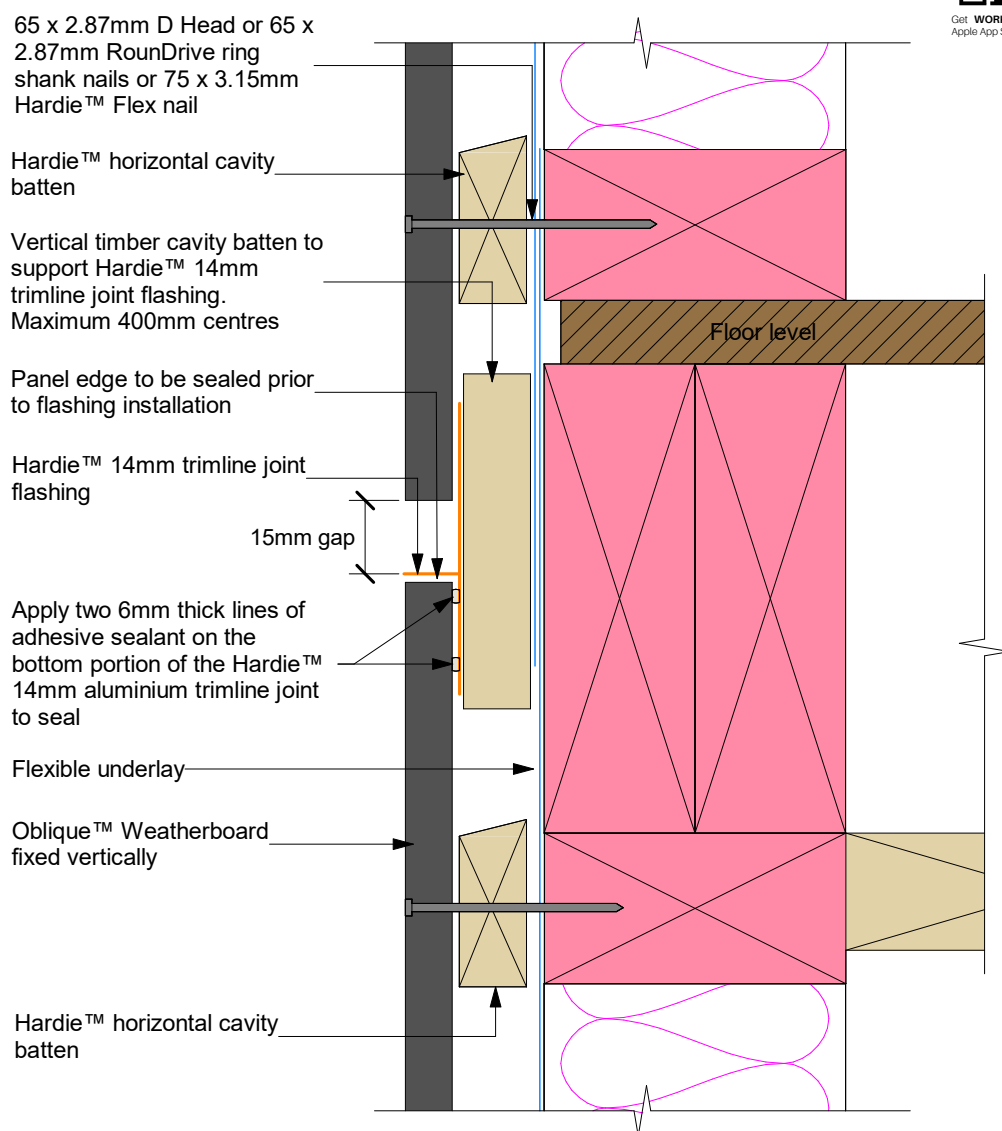 65 x 2.87mm D Head or 65 x
2.87mm RounDrive ring
shank nails or 75 x 3.15mm
Hardie™ Flex nail
Hardie™ horizontal cavity
batten
Vertical timber cavity batten to
support Hardie™ 14mm
trimline joint flashing.
Maximum 400mm centres
Panel edge to be sealed prior
to flashing installation
Hardie™ 14mm trimline joint
flashing
15mm gap
Apply two 6mm thick lines of
adhesive sealant on the
bottom portion of the Hardie™
14mm aluminium trimline joint
to seal
Flexible underlay
Oblique™ Weatherboard
fixed vertically
Hardie™ horizontal cavity
batten
Floor level
Get
Apple App